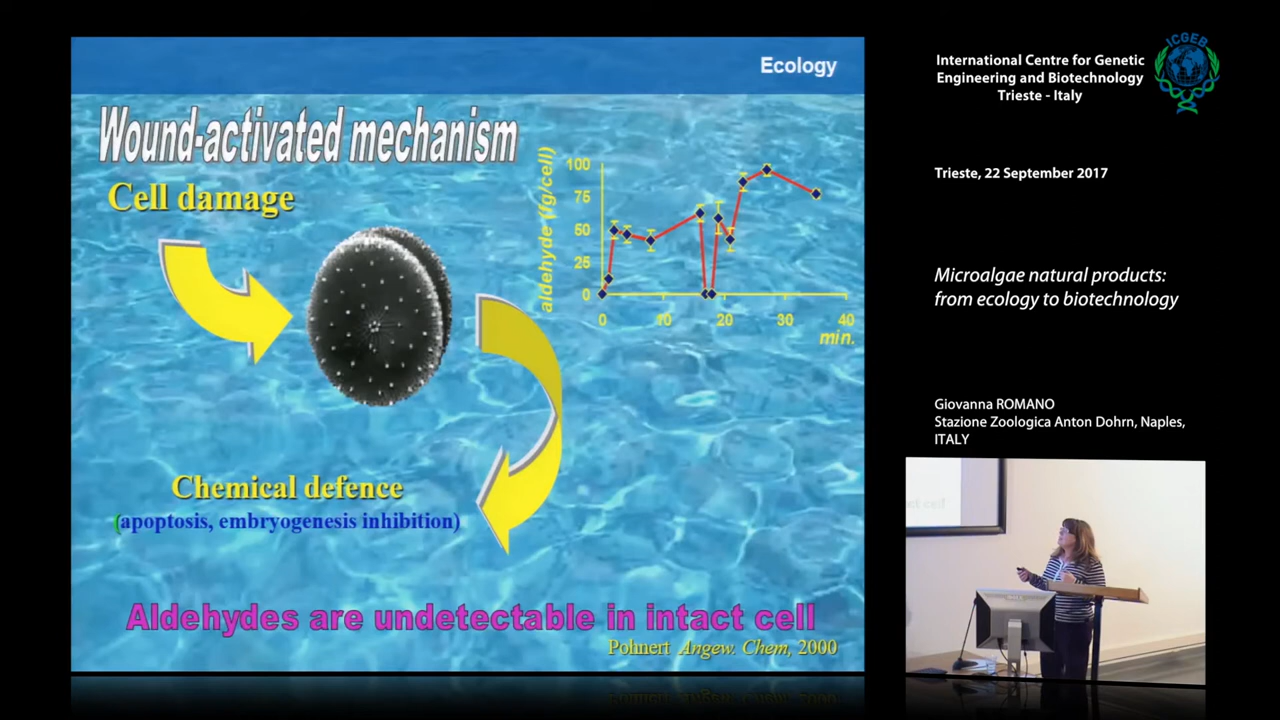 Ecology
Wound-activated mechanism
Cell damage
aldehyde (fg/cell)
100
75
50
25
0
0 10 20 30 40
min.
Chemical defence
(apoptosis, embryogenesis inhibition)
Aldehydes are undetectable in intact cell
Pohnert Angew. Chem, 2000
ICGEB
International Centre for Genetic
Engineering and Biotechnology
Trieste - Italy
Trieste, 22 September 2017
Microalgae natural products:
from ecology to biotechnology
Giovanna ROMANO
Stazione Zoologica Anton Dohrn, Naples,
ITALY